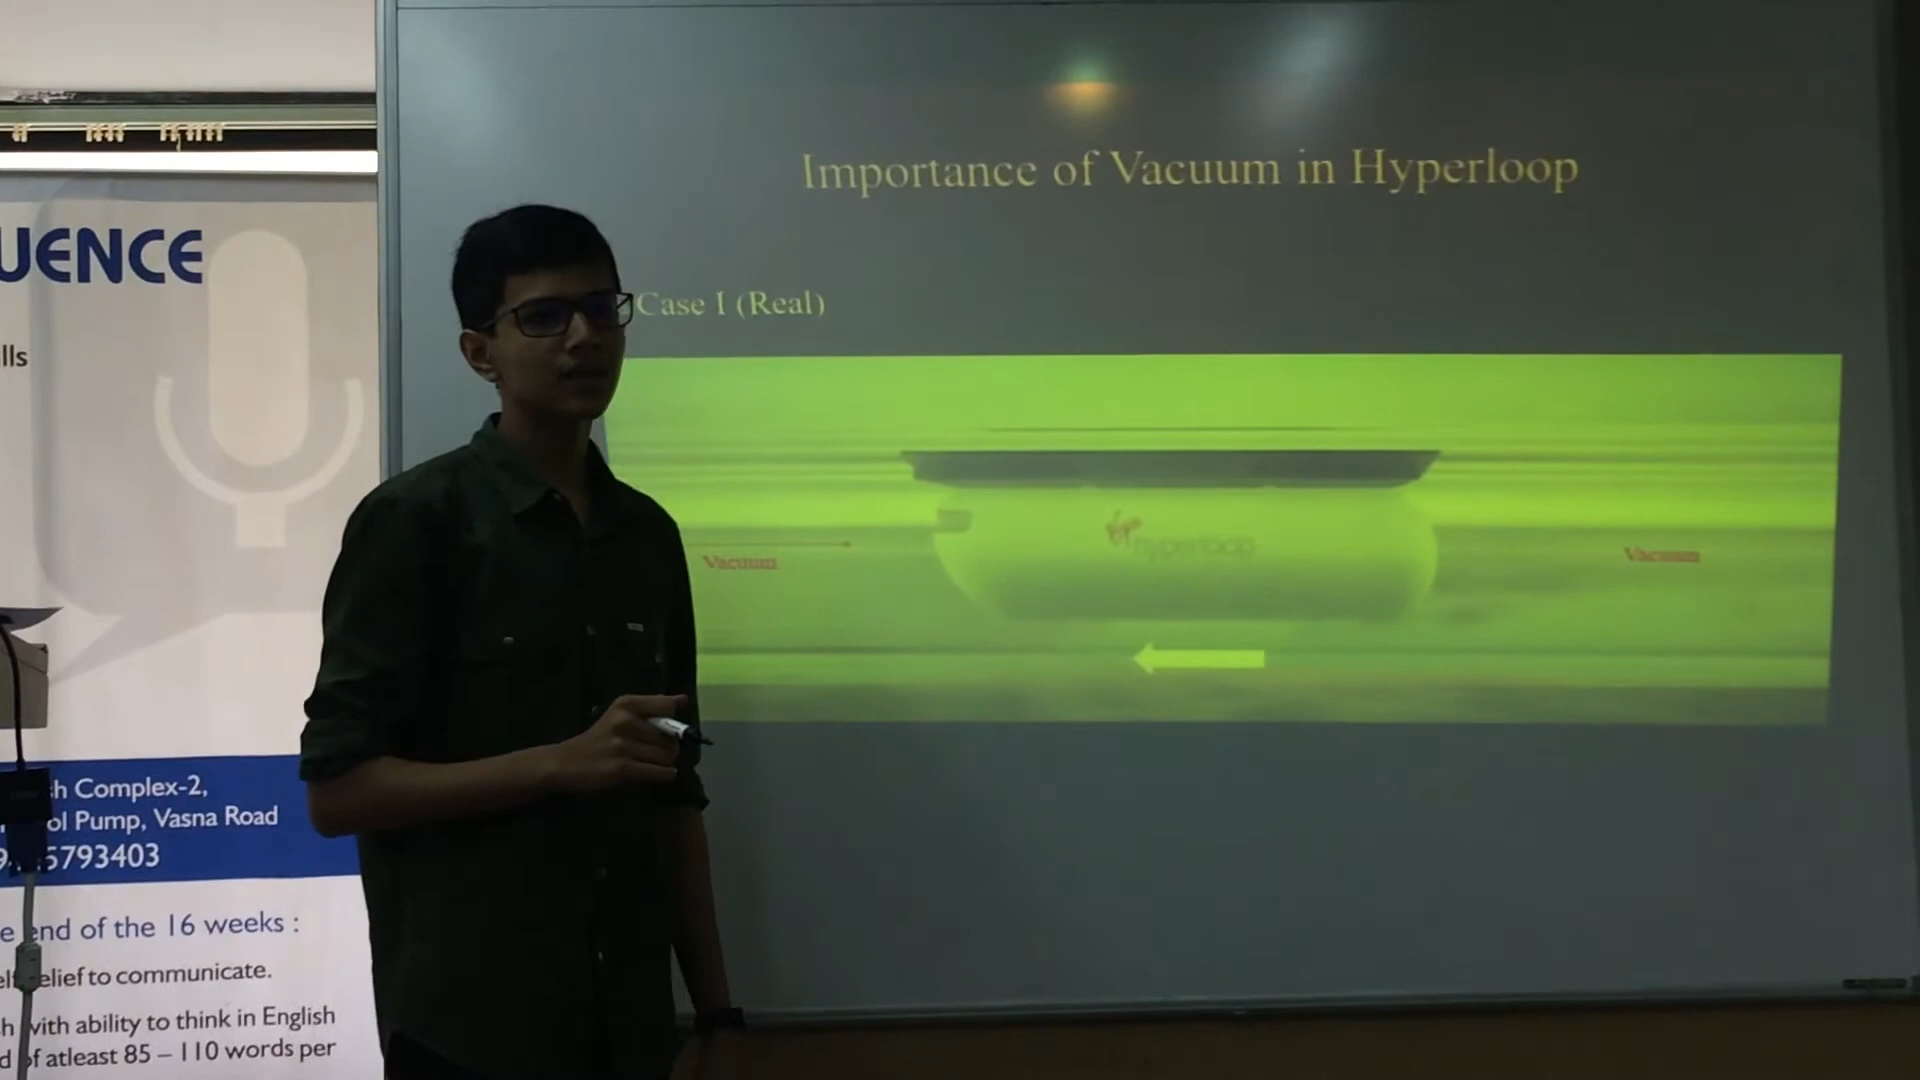 UENCE
lls
h Complex-2,
ol Pump, Vasna Road
5793403
end of the 16 weeks :
elief to communicate.
with ability to think in English
of atleast 85 – 110 words per
Importance of Vacuum in Hyperloop
Case I (Real)
hyperloop
Vacuum
Vacuum